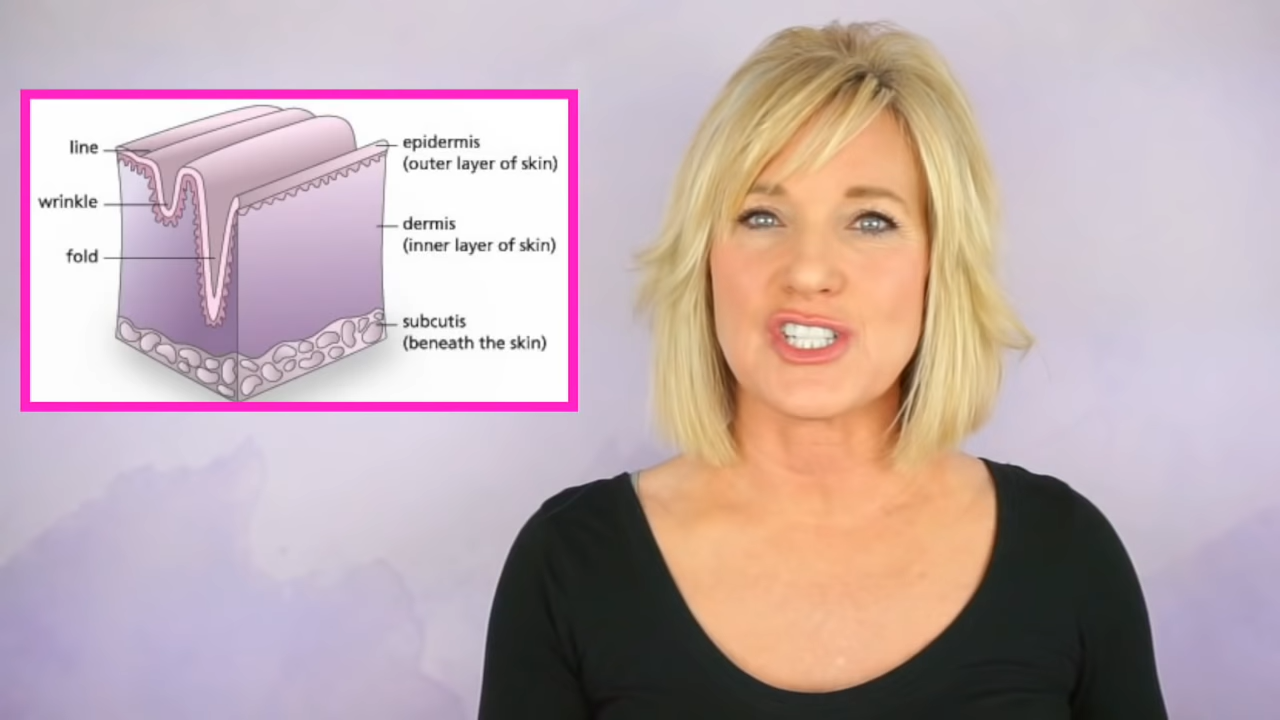 line
wrinkle
fold
epidermis
(outer layer of skin)
dermis
(inner layer of skin)
subcutis
(beneath the skin)